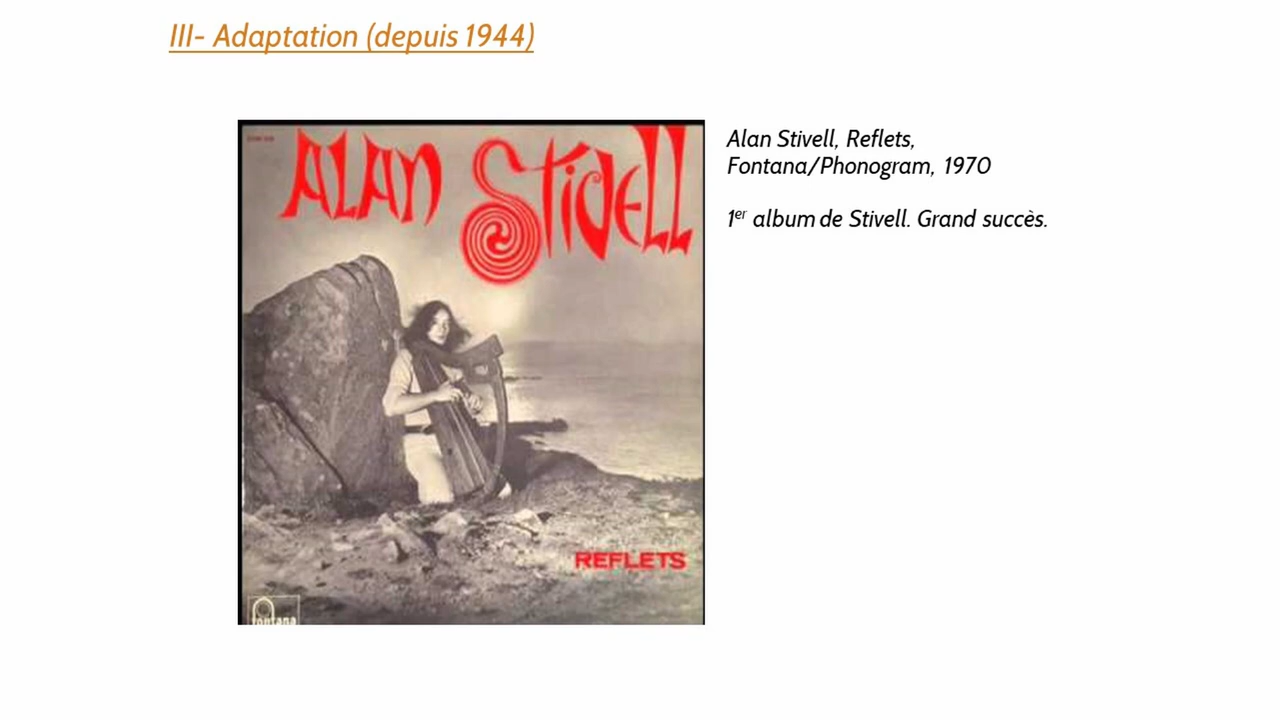 III- Adaptation (depuis 1944)
ALAN Stivell
Alan Stivell, Reflets,
Fontana/Phonogram, 1970
1er album de Stivell. Grand succès.
REFLETS
fontana